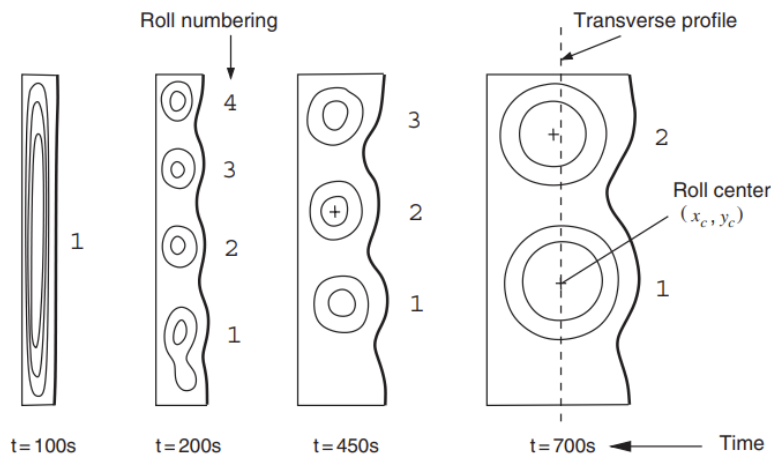 Roll numbering
Transverse profile
4
3
2
1
1
3
2
1
2
1
Roll center
(x_c, y_c)
t=100s
t=200s
t=450s
t=700s
Time